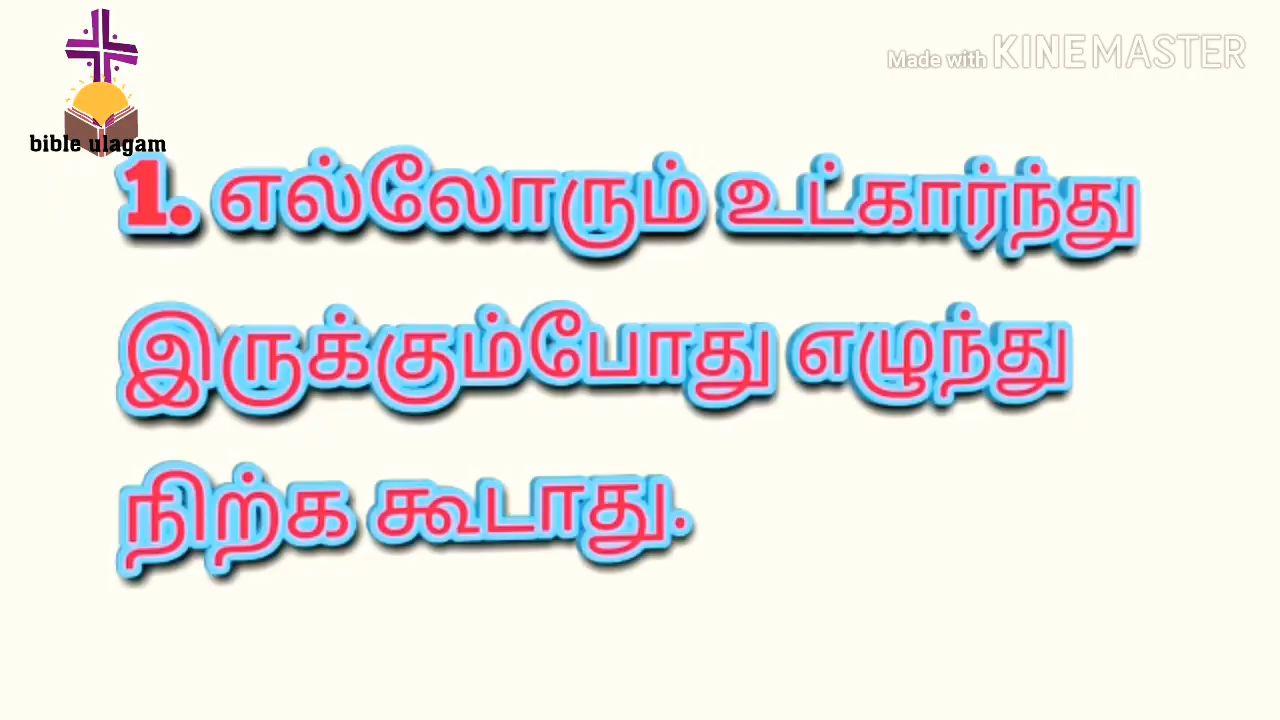 Made with KINEMASTER
bible ulagam
1. எல்லோரும் உட்கார்ந்து
இருக்கும்போது எழுந்து
நிற்க கூடாது.